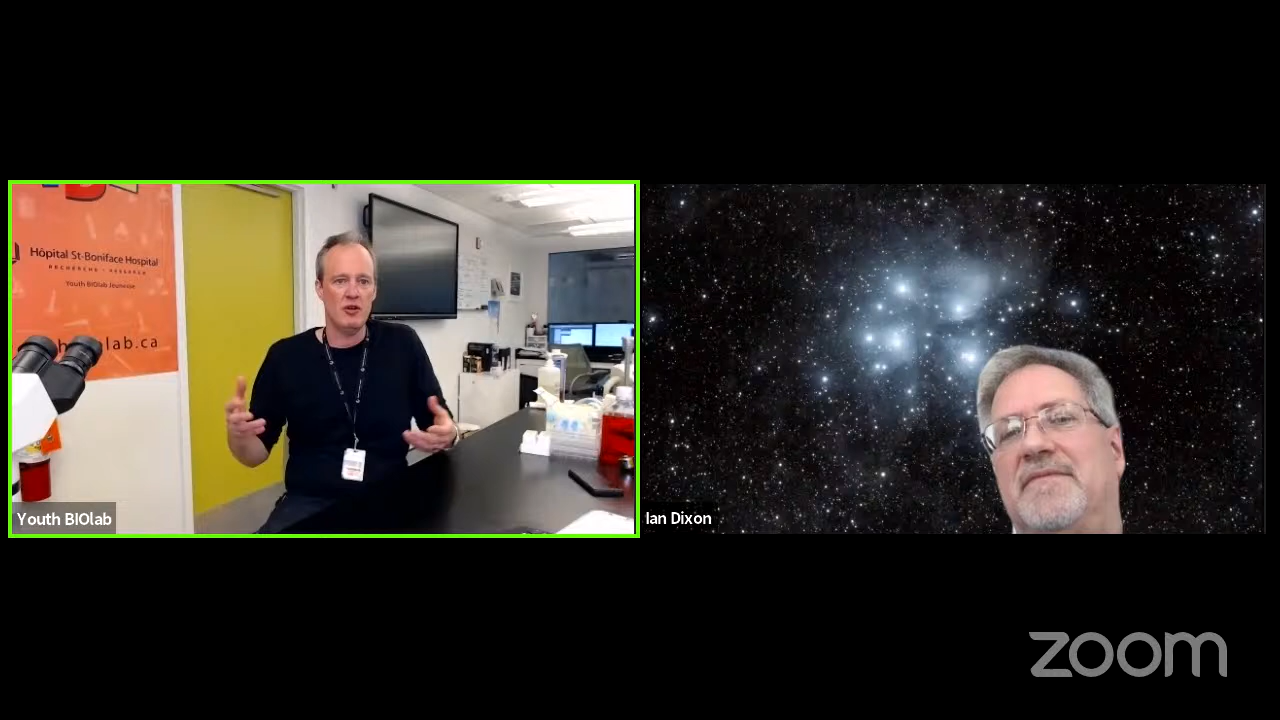 Hôpital St-Boniface Hospital
RECHERCHE • RESEARCH
Youth BIOlab Jeunesse
lab.ca
Youth BIOlab
Ian Dixon
zoom